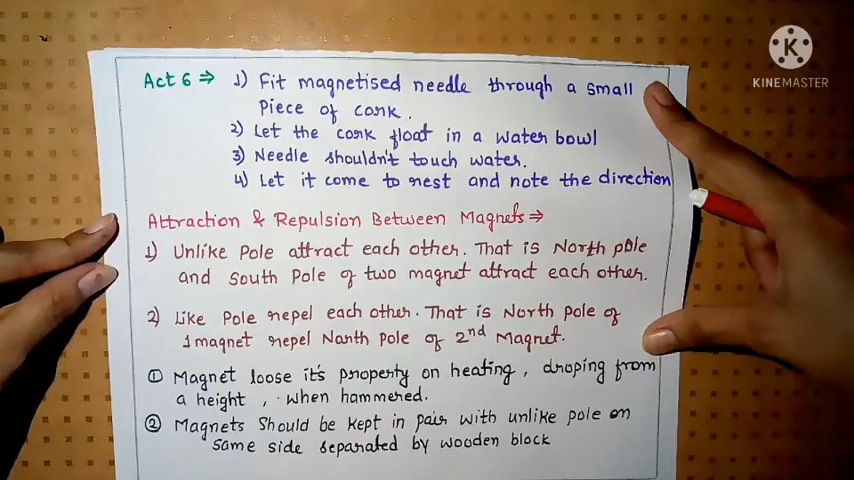 K
KINEMASTER
Act 6 ⇒ 1) Fit magnetised needle through a small
Piece of cork.
2) Let the cork float in a water bowl
3) Needle shouldn't touch water.
4) Let it come to rest and note the direction
Attraction & Repulsion Between Magnets ⇒
1) Unlike Pole attract each other. That is North pole
and South Pole of two magnet attract each other.
2) Like Pole repel each other. That is North pole of
1 magnet repel North pole of 2nd Magnet.
① Magnet loose it's property on heating, droping from
a height, when hammered.
② Magnets Should be kept in pair with unlike pole on
same side separated by wooden block